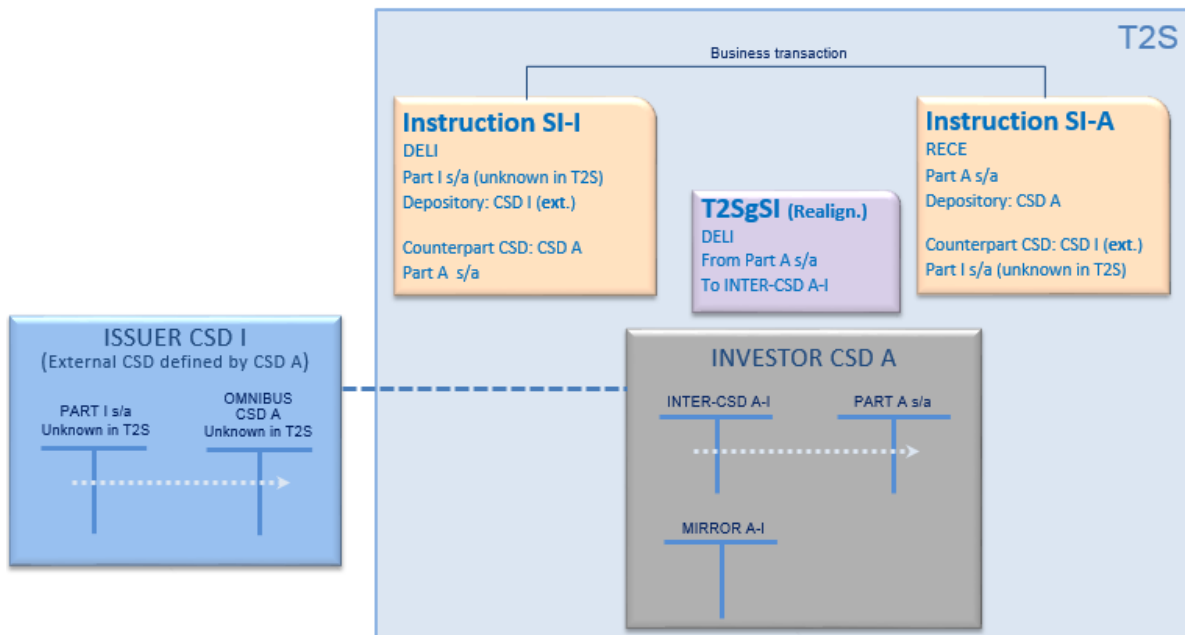 T2S
Business transaction
Instruction SI-I
DELI
Part I s/a (unknown in T2S)
Depository: CSD I (ext.)
Counterpart CSD: CSD A
Part A s/a
T2SgSI (Realign.)
DELI
From Part A s/a
To INTER-CSD A-I
Instruction SI-A
RECE
Part A s/a
Depository: CSD A
Counterpart CSD: CSD I (ext.)
Part I s/a (unknown in T2S)
ISSUER CSD I
(External CSD defined by CSD A)
PART I s/a
Unknown in T2S
OMNIBUS
CSD A
Unknown in T2S
INVESTOR CSD A
INTER-CSD A-I
PART A s/a
MIRROR A-I